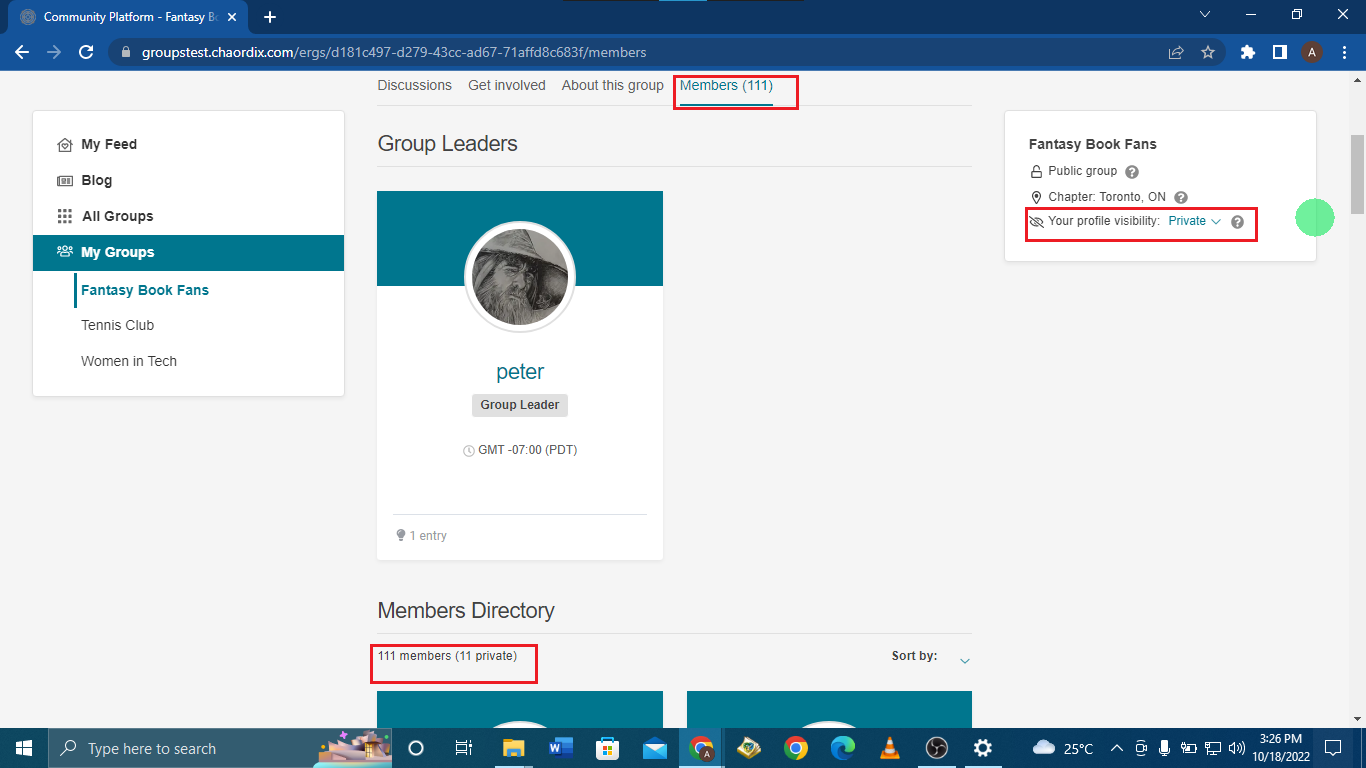 Community Platform - Fantasy Bo
groupstest.chaordix.com/ergs/d181c497-d279-43cc-ad67-71affd8c683f/members
A
Discussions Get involved About this group Members (111)
My Feed
Blog
All Groups
My Groups
Fantasy Book Fans
Tennis Club
Women in Tech
Group Leaders
peter
Group Leader
GMT -07:00 (PDT)
1 entry
Members Directory
111 members (11 private)
Sort by:
Fantasy Book Fans
Public group ?
Chapter: Toronto, ON ?
Your profile visibility: Private ?
Type here to search
W
A
25°C
3:26 PM
10/18/2022